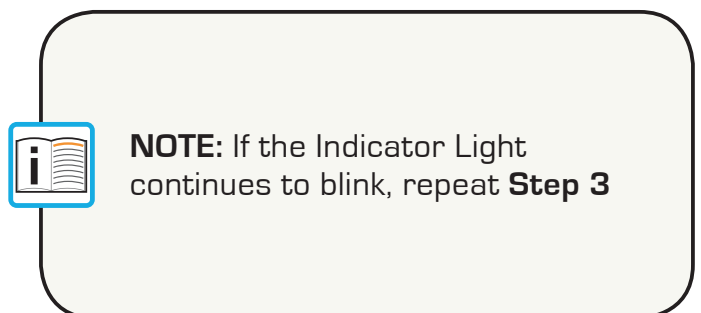 i
NOTE: If the Indicator Light
continues to blink, repeat Step 3